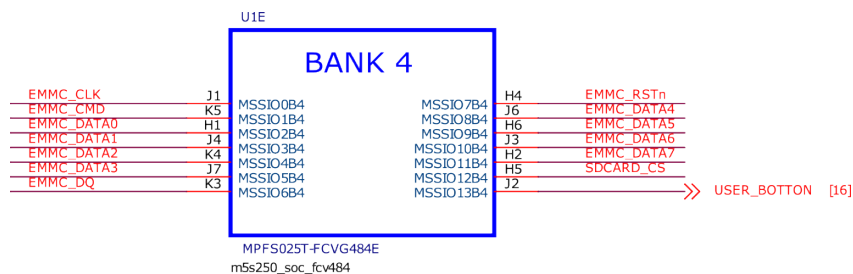 U1E
BANK 4
EMMC_CLK J1 MSSIO0B4 MSSIO7B4 H4 EMMC_RSTn
EMMC_CMD K5 MSSIO1B4 MSSIO8B4 J6 EMMC_DATA4
EMMC_DATA0 H1 MSSIO2B4 MSSIO9B4 H6 EMMC_DATA5
EMMC_DATA1 J4 MSSIO3B4 MSSIO10B4 J3 EMMC_DATA6
EMMC_DATA2 K4 MSSIO4B4 MSSIO11B4 H2 EMMC_DATA7
EMMC_DATA3 J7 MSSIO5B4 MSSIO12B4 H5 SDCARD_CS
EMMC_DQ K3 MSSIO6B4 MSSIO13B4 J2 USER_BOTTON [16]
MPFS025T-FCVG484E
m5s250_soc_fcv484